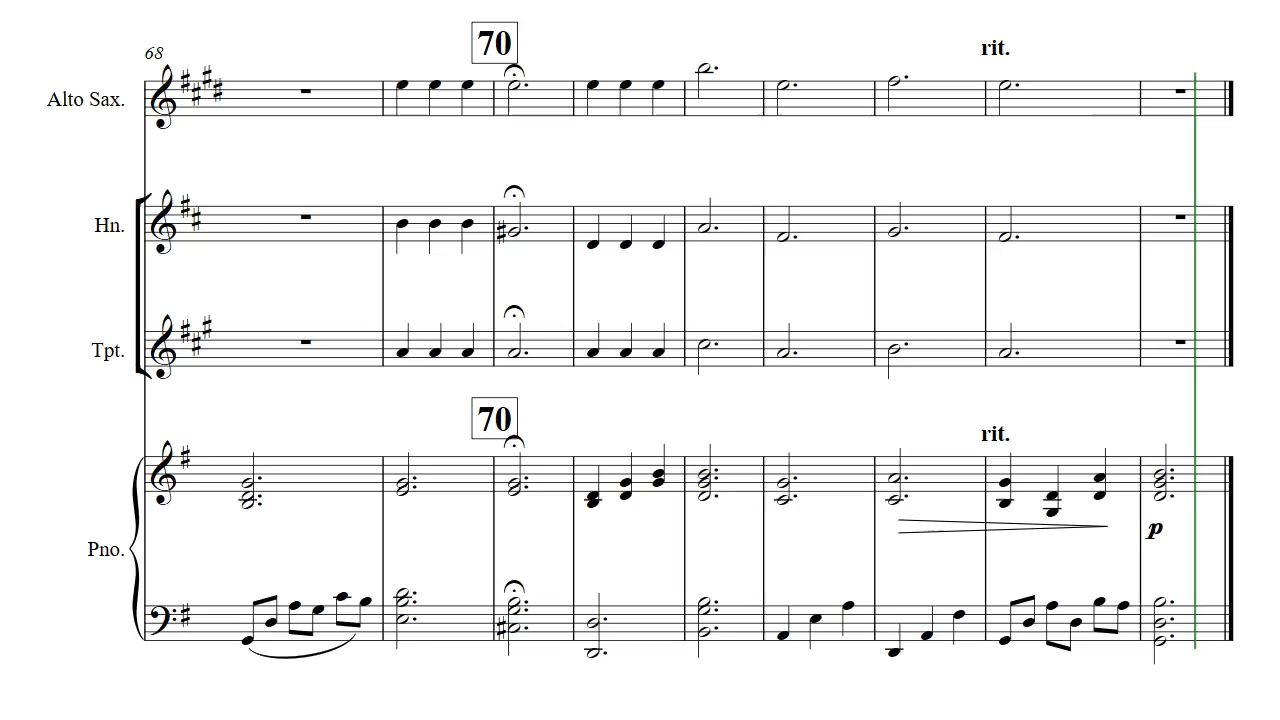 70
68
rit.
Alto Sax.
Hn.
Tpt.
70
rit.
Pno.
p